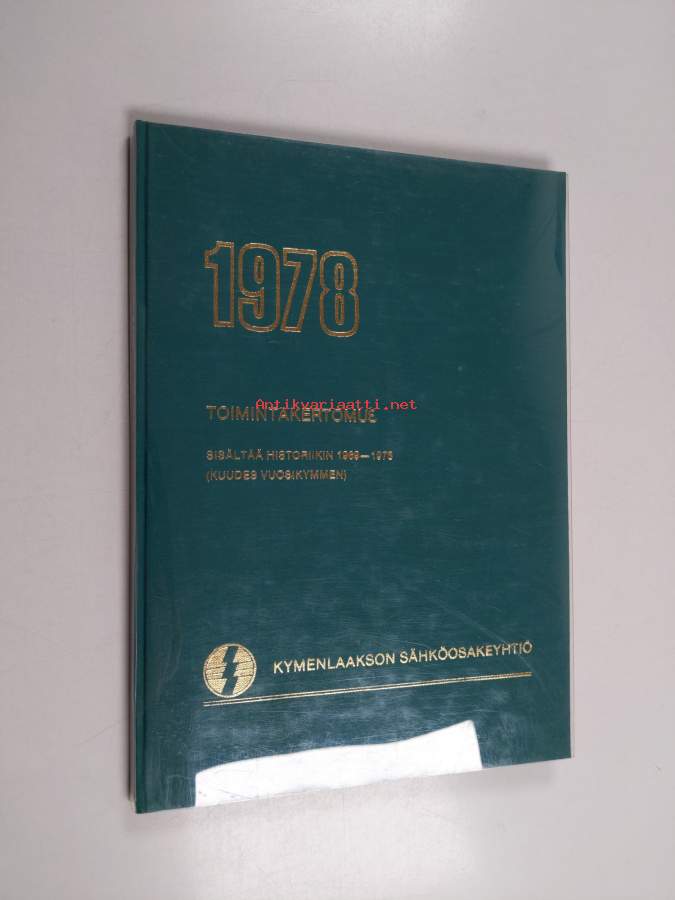 1978
TOIMINTAKERTOMUS
Antikvariaatti.net
SISÄLTÄÄ HISTORIIKIN 1969—1978
(KUUDES VUOSIKYMMEN)
KYMENLAAKSON SÄHKÖOSAKEYHTIÖ